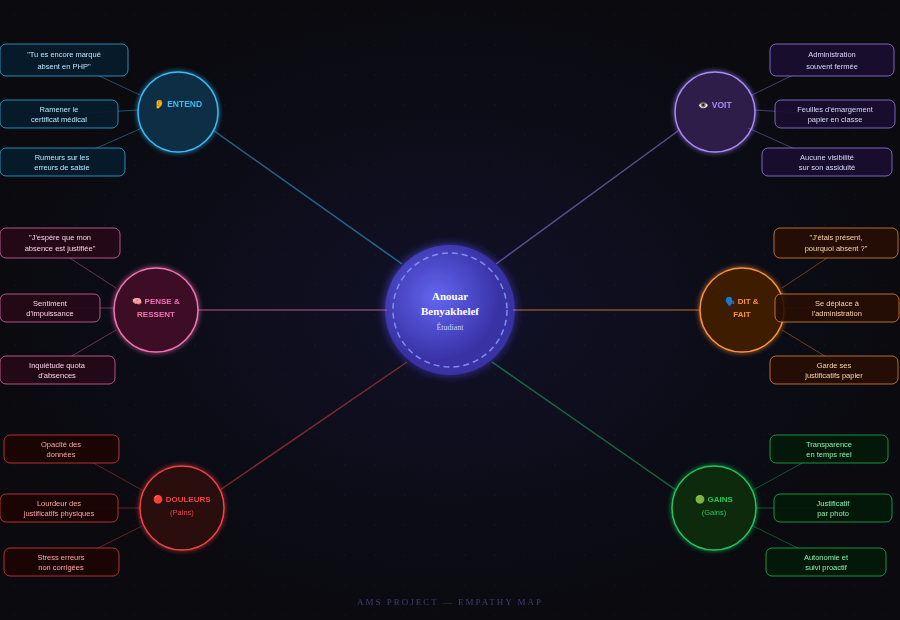 "Tu es encore marqué
absent en PHP"
Ramener le
certificat médical
Rumeurs sur les
erreurs de saisie
👂 ENTEND
Administration
souvent fermée
Feuilles d'émargement
papier en classe
Aucune visibilité
sur son assiduité
👁️ VOIT
"J'espère que mon
absence est justifiée"
Sentiment
d'impuissance
Inquiétude quota
d'absences
🧠 PENSE &
RESSENT
Anouar
Benyakhelef
Étudiant
🗣️ DIT &
FAIT
"J'étais présent,
pourquoi absent ?"
Se déplace à
l'administration
Garde ses
justificatifs papier
Opacité des
données
Lourdeur des
justificatifs physiques
Stress erreurs
non corrigées
🔴 DOULEURS
(Pains)
🟢 GAINS
(Gains)
Transparence
en temps réel
Justificatif
par photo
Autonomie et
suivi proactif
AMS PROJECT — EMPATHY MAP